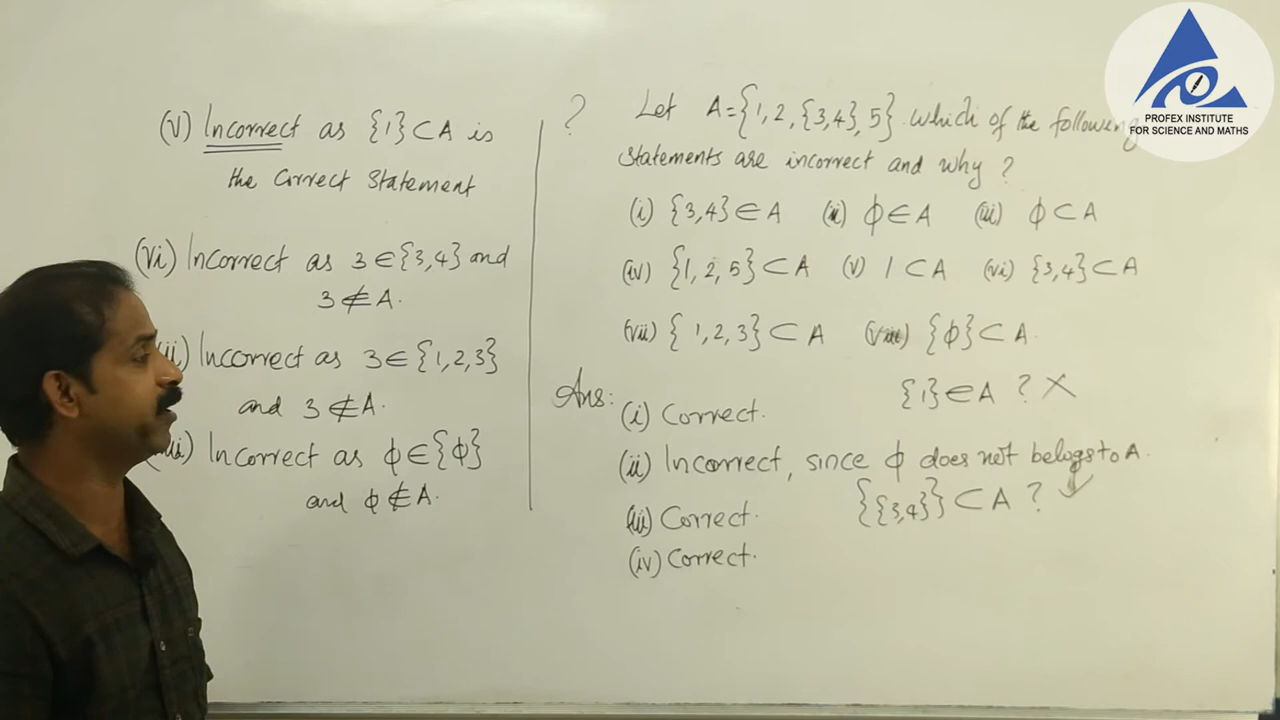 ? Let A={1, 2, {3,4}, 5} which of the following
statements are incorrect and why ?
(i) {3,4} ∈ A (ii) ϕ ∈ A (iii) ϕ ⊂ A
(iv) {1, 2, 5} ⊂ A (v) 1 ⊂ A (vi) {3,4} ⊂ A
(vii) { 1, 2, 3} ⊂ A (viii) {ϕ} ⊂ A.
Ans:
(i) Correct.
{1} ∈ A ? ✗
(ii) Incorrect, since ϕ does not belogs to A.
{{3,4}} ⊂ A ? ✓
(iii) Correct.
(iv) Correct.
(v) Incorrect as {1} ⊂ A is
the Correct Statement
(vi) Incorrect as 3 ∈ {3,4} and
3 ∉ A.
ii) Incorrect as 3 ∈ {1,2,3}
and 3 ∉ A.
iii) Incorrect as ϕ ∈ {ϕ}
and ϕ ∉ A.
PROFEX INSTITUTE
FOR SCIENCE AND MATHS